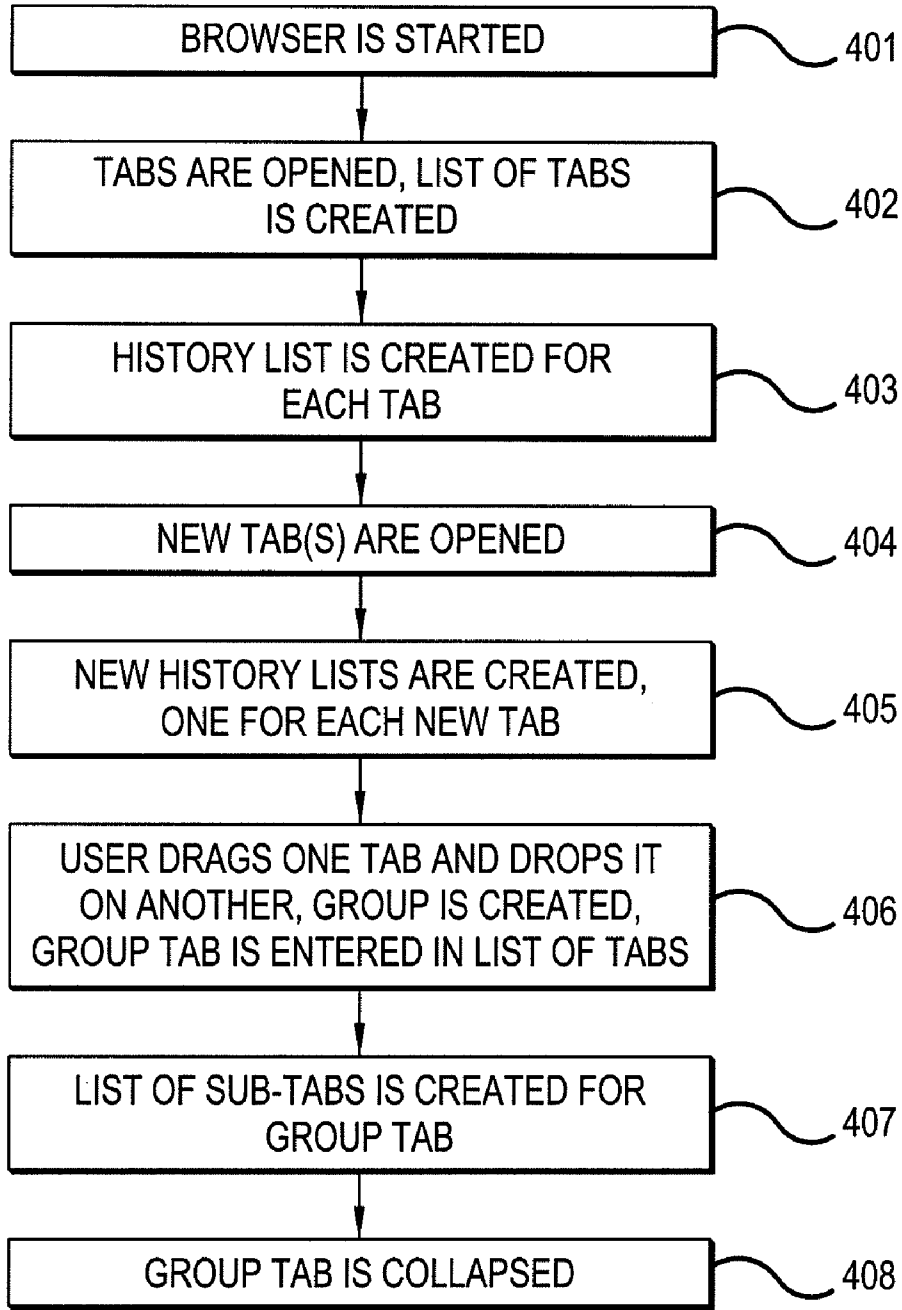 BROWSER IS STARTED
401
TABS ARE OPENED, LIST OF TABS
IS CREATED
402
HISTORY LIST IS CREATED FOR
EACH TAB
403
NEW TAB(S) ARE OPENED
404
NEW HISTORY LISTS ARE CREATED,
ONE FOR EACH NEW TAB
405
USER DRAGS ONE TAB AND DROPS IT
ON ANOTHER, GROUP IS CREATED,
GROUP TAB IS ENTERED IN LIST OF TABS
406
LIST OF SUB-TABS IS CREATED FOR
GROUP TAB
407
GROUP TAB IS COLLAPSED
408